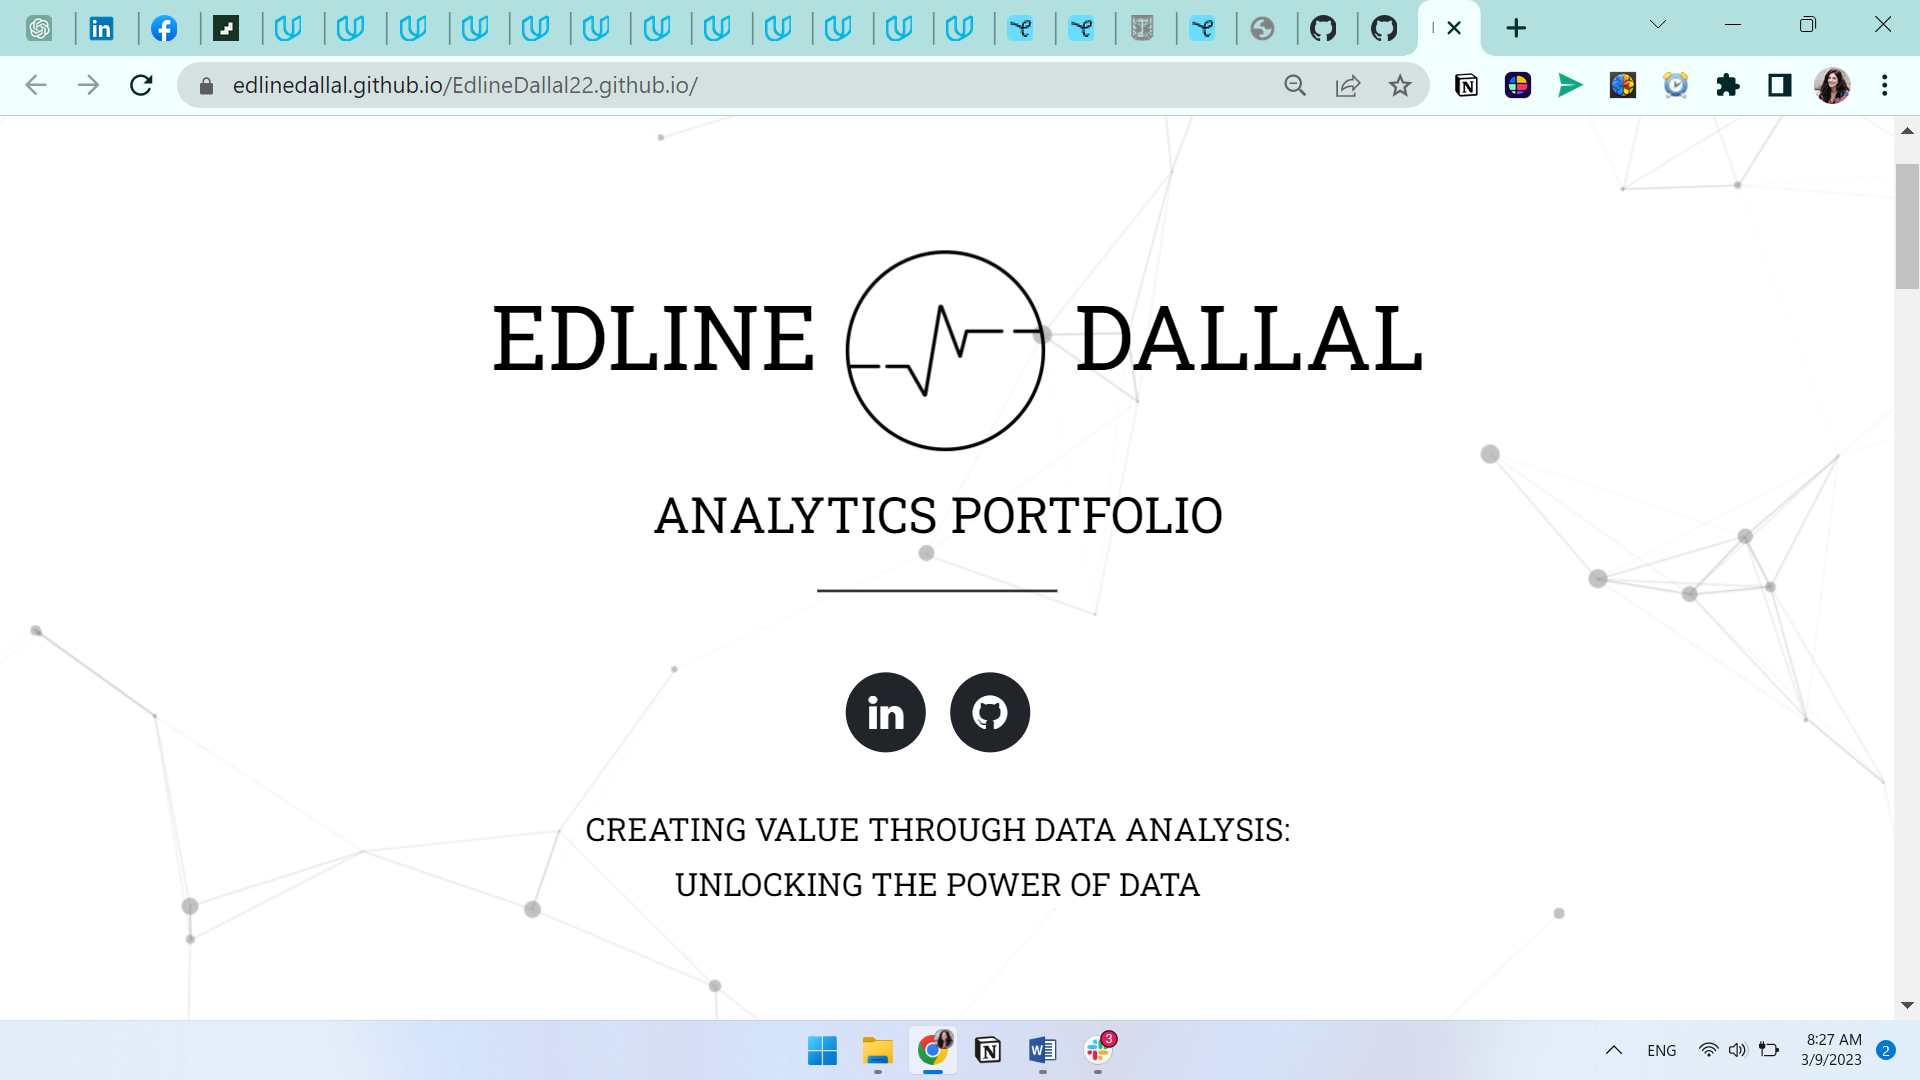 edlinedallal.github.io/EdlineDallal22.github.io/
EDLINE DALLAL
ANALYTICS PORTFOLIO
in
CREATING VALUE THROUGH DATA ANALYSIS:
UNLOCKING THE POWER OF DATA
3
ENG
8:27 AM
3/9/2023
2